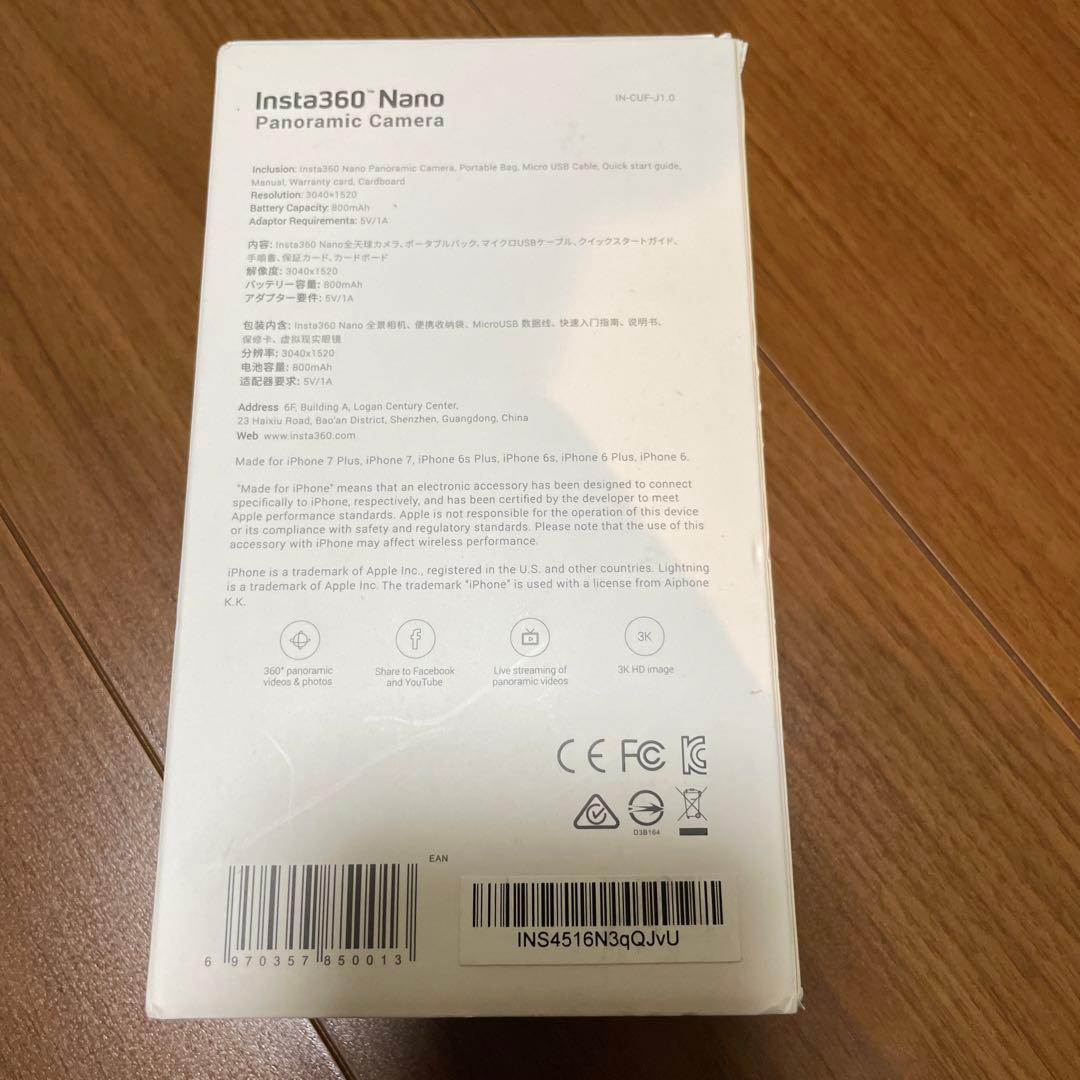 Insta360™ Nano
Panoramic Camera
IN-CUF-J1.0
Inclusion: Insta360 Nano Panoramic Camera, Portable Bag, Micro USB Cable, Quick start guide,
Manual, Warranty card, Cardboard
Resolution: 3040×1520
Battery Capacity: 800mAh
Adaptor Requirements: 5V/1A
内容: Insta360 Nano全天球カメラ、ポータブルバック、マイクロUSBケーブル、クイックスタートガイド、
手順書、保証カード、カードボード
解像度: 3040x1520
バッテリー容量: 800mAh
アダプター要件: 5V/1A
包装内含: Insta360 Nano 全景相机、便携收纳袋、MicroUSB 数据线、快速入门指南、说明书、
保修卡、虚拟现实眼镜
分辨率: 3040x1520
电池容量: 800mAh
适配器要求: 5V/1A
Address 6F, Building A, Logan Century Center,
23 Haixiu Road, Bao'an District, Shenzhen, Guangdong, China
Web www.insta360.com
Made for iPhone 7 Plus, iPhone 7, iPhone 6s Plus, iPhone 6s, iPhone 6 Plus, iPhone 6.
"Made for iPhone" means that an electronic accessory has been designed to connect
specifically to iPhone, respectively, and has been certified by the developer to meet
Apple performance standards. Apple is not responsible for the operation of this device
or its compliance with safety and regulatory standards. Please note that the use of this
accessory with iPhone may affect wireless performance.
iPhone is a trademark of Apple Inc., registered in the U.S. and other countries. Lightning
is a trademark of Apple Inc. The trademark "iPhone" is used with a license from Aiphone
K.K.
3K
360° panoramic
videos & photos
Share to Facebook
and YouTube
Live streaming of
panoramic videos
3K HD image
CE FC KC
D3B164
EAN
6 970357 850013
INS4516N3qQJvU